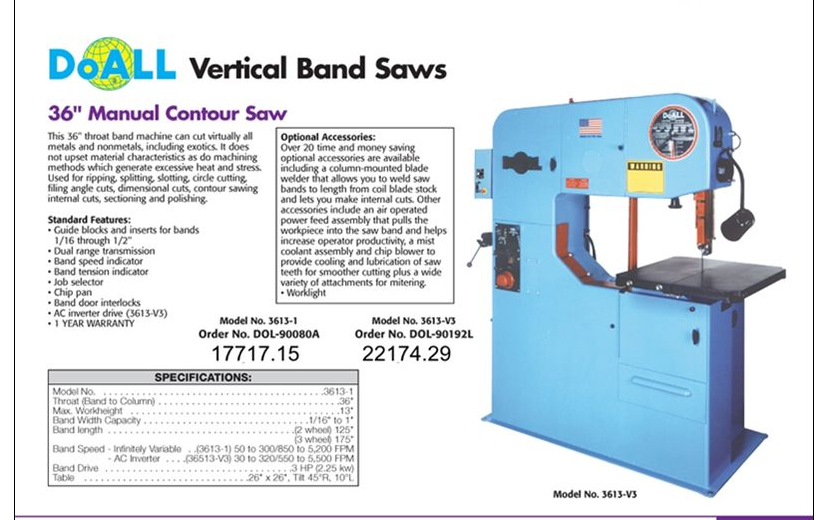 DoALL Vertical Band Saws
36" Manual Contour Saw
This 36" throat band machine can cut virtually all
metals and nonmetals, including exotics. It does
not upset material characteristics as do machining
methods which generate excessive heat and stress.
Used for ripping, splitting, slotting, circle cutting,
filing angle cuts, dimensional cuts, contour sawing
internal cuts, sectioning and polishing.
Standard Features:
• Guide blocks and inserts for bands
1/16 through 1/2"
• Dual range transmission
• Band speed indicator
• Band tension indicator
• Job selector
• Chip pan
• Band door interlocks
• AC inverter drive (3613-V3)
• 1 YEAR WARRANTY
Optional Accessories:
Over 20 time and money saving
optional accessories are available
including a column-mounted blade
welder that allows you to weld saw
bands to length from coil blade stock
and lets you make internal cuts. Other
accessories include an air operated
power feed assembly that pulls the
workpiece into the saw band and helps
increase operator productivity, a mist
coolant assembly and chip blower to
provide cooling and lubrication of saw
teeth for smoother cutting plus a wide
variety of attachments for mitering.
• Worklight
Model No. 3613-1
Order No. DOL-90080A
17717.15
Model No. 3613-V3
Order No. DOL-90192L
22174.29
SPECIFICATIONS:
Model No. . . . . . . . . . . . . . . . . . . . . . . . . . . .3613-1
Throat (Band to Column) . . . . . . . . . . . . . . . . . . . .36"
Max. Workheight . . . . . . . . . . . . . . . . . . . . . . . .13"
Band Width Capacity . . . . . . . . . . . . . . . . .1/16" to 1"
Band length . . . . . . . . . . . . . . . . . . . .(2 wheel) 125"
(3 wheel) 175"
Band Speed - Infinitely Variable . .(3613-1) 50 to 300/850 to 5,200 FPM
- AC Inverter . . . .(36513-V3) 30 to 320/550 to 5,500 FPM
Band Drive . . . . . . . . . . . . . . . . . . . .3 HP (2.25 kw)
Table . . . . . . . . . . . . . . . . .26" x 26", Tilt 45°R, 10°L
DoALL
WARNING
Model No. 3613-V3